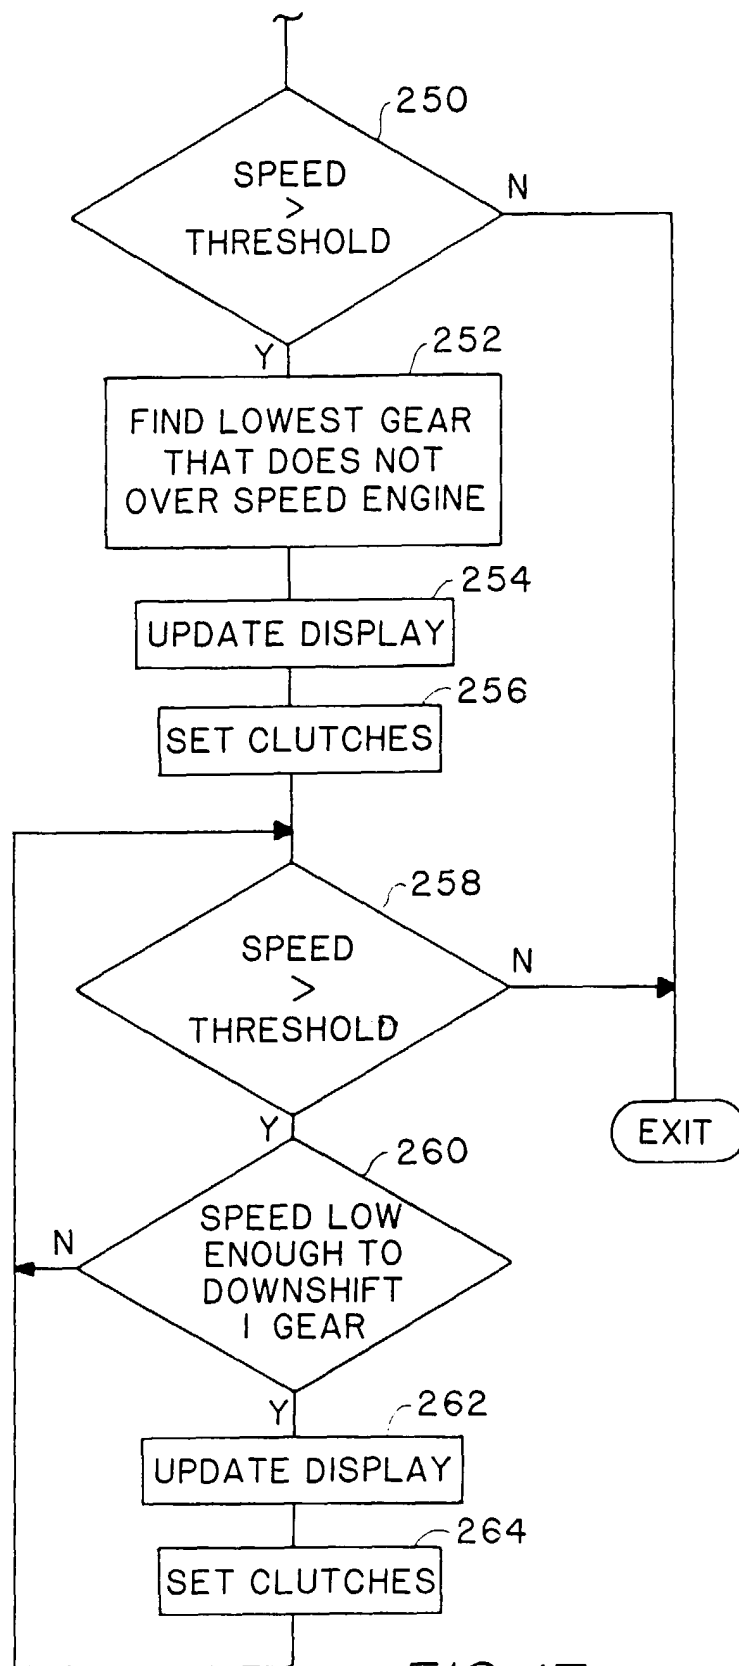 250
SPEED
>
THRESHOLD
N
Y
252
FIND LOWEST GEAR
THAT DOES NOT
OVER SPEED ENGINE
254
UPDATE DISPLAY
256
SET CLUTCHES
258
SPEED
>
THRESHOLD
N
Y
EXIT
260
SPEED LOW
ENOUGH TO
DOWNSHIFT
1 GEAR
N
Y
262
UPDATE DISPLAY
264
SET CLUTCHES